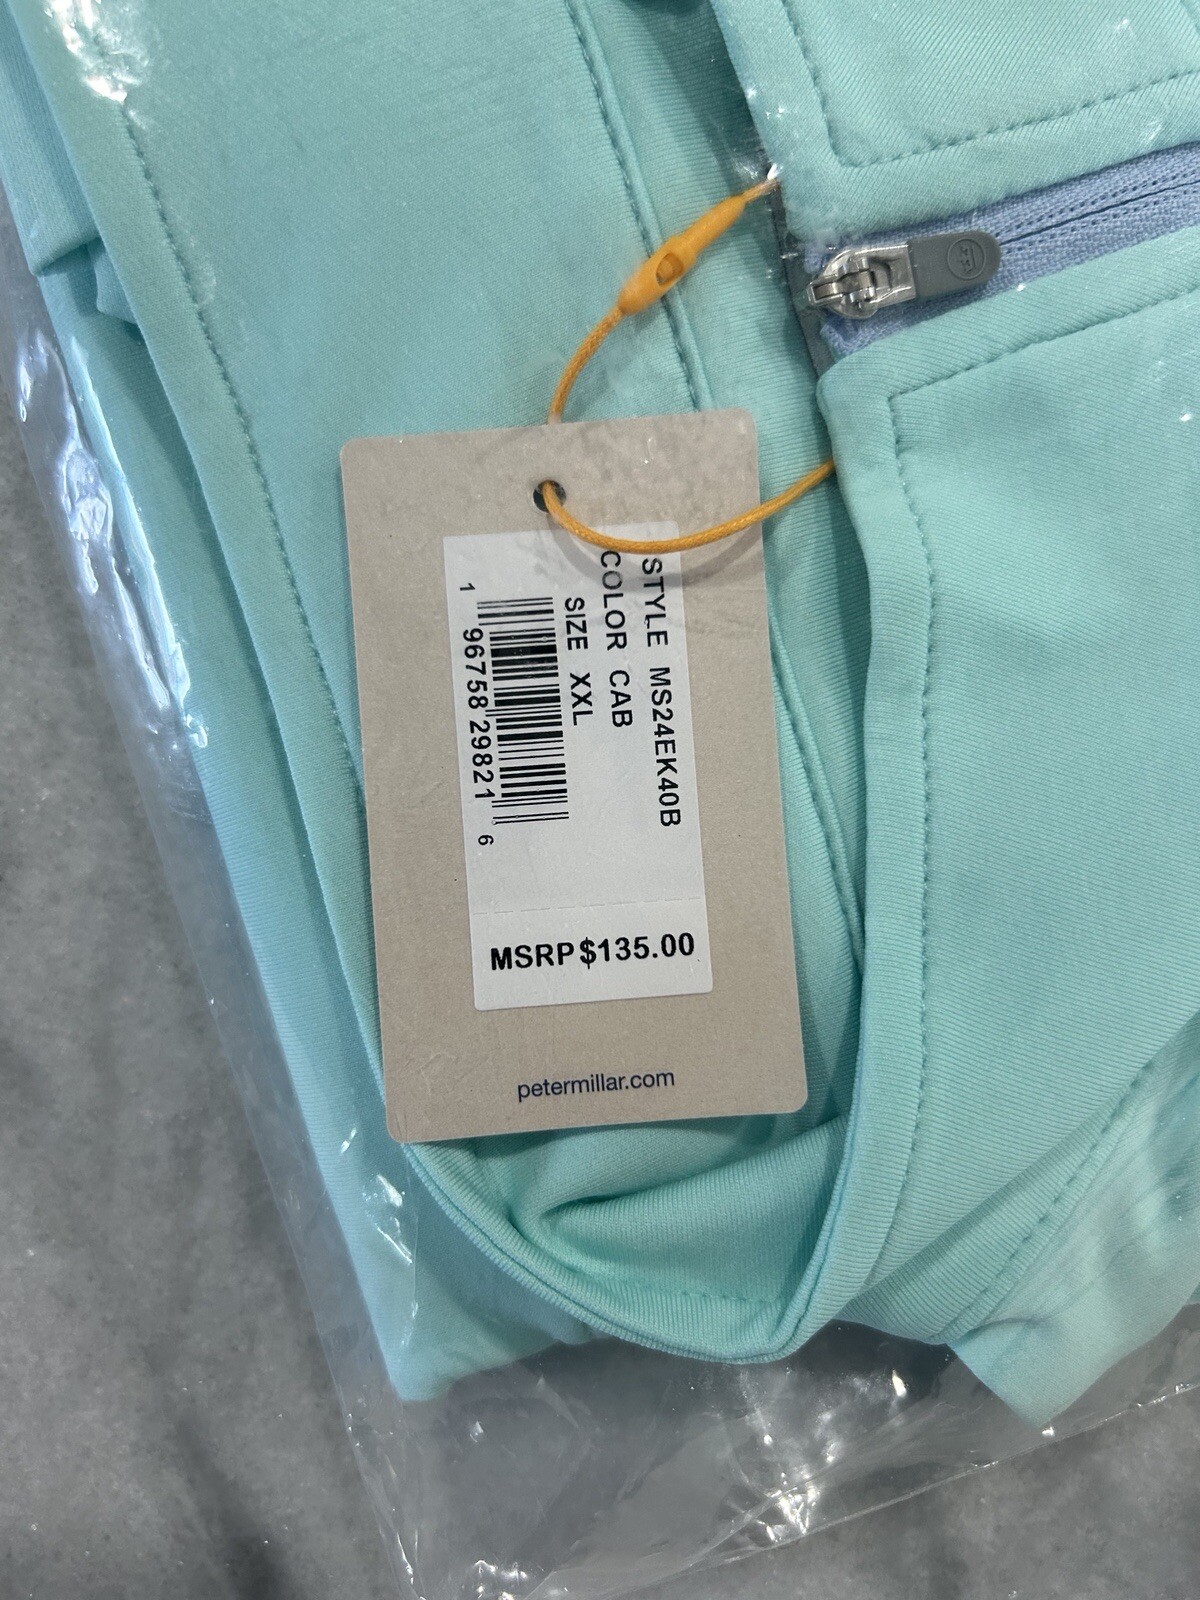 STYLE MS24EK40B
COLOR CAB
SIZE XXL
1 96758 29821 6
MSRP$135.00
petermillar.com